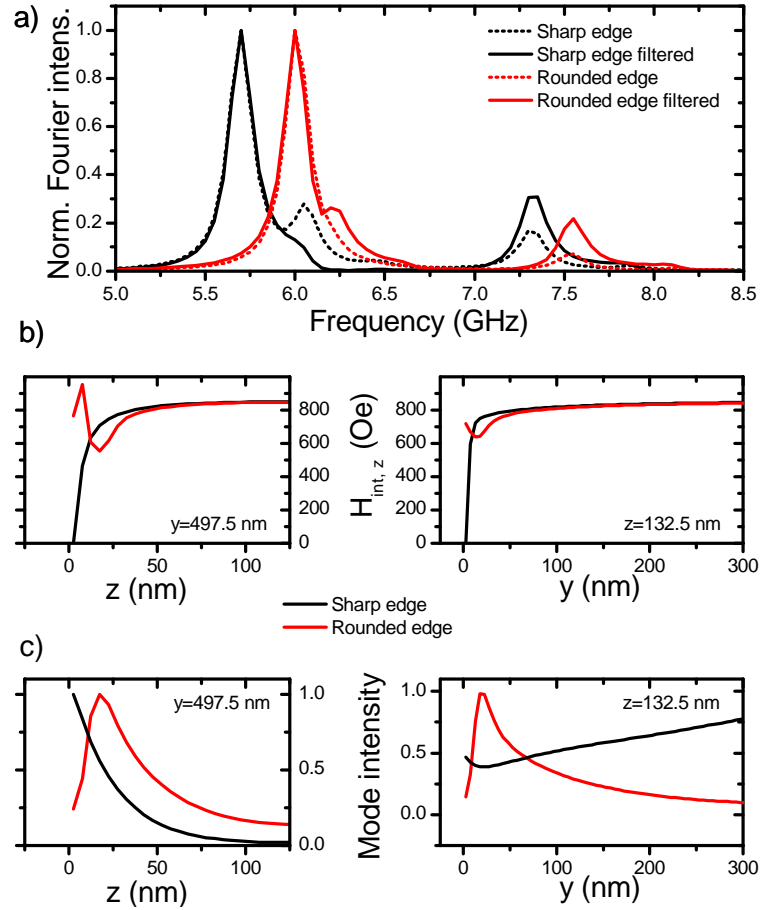 a)
Norm. Fourier intens.
1.0
0.8
0.6
0.4
0.2
0.0
Sharp edge
Sharp edge filtered
Rounded edge
Rounded edge filtered
5.0 5.5 6.0 6.5 7.0 7.5 8.0 8.5
Frequency (GHz)
b)
800
600
400
200
0
y=497.5 nm
0 50 100
z (nm)
H int, z (Oe)
800
600
400
200
0
z=132.5 nm
0 100 200 300
y (nm)
Sharp edge
Rounded edge
c)
y=497.5 nm
1.0
0.5
0.0
0 50 100
z (nm)
Mode intensity
1.0
0.5
0.0
z=132.5 nm
0 100 200 300
y (nm)